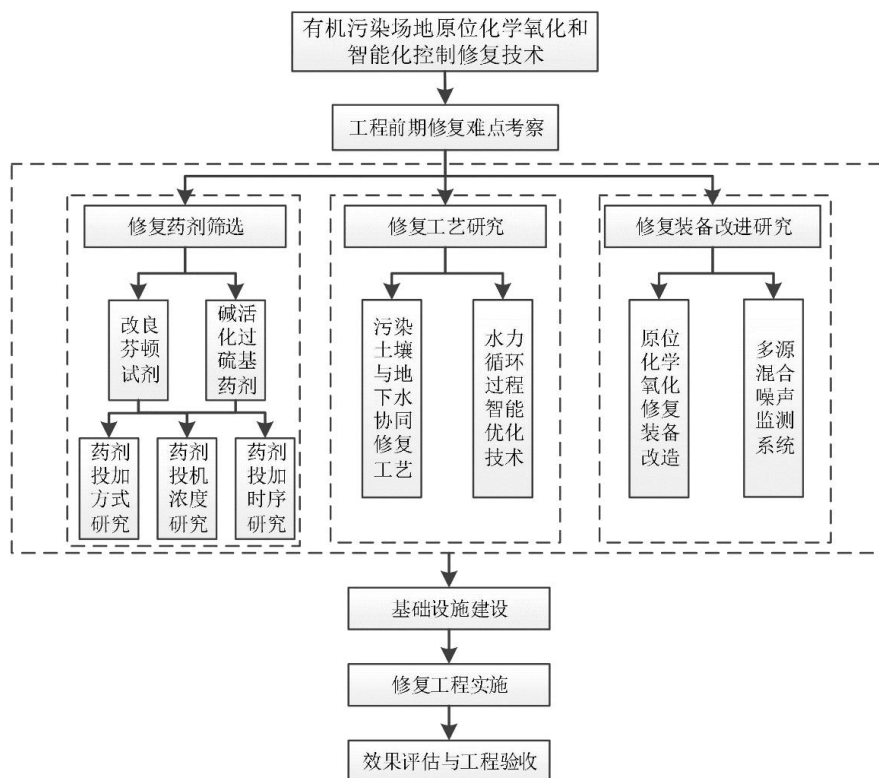 有机污染场地原位化学氧化和
智能化控制修复技术
工程前期修复难点考察
修复药剂筛选
修复工艺研究
修复装备改进研究
改良
芬顿
试剂
碱活
化过
硫基
药剂
污染
土壤
与地
下水
协同
修复
工艺
水力
循环
过程
智能
优化
技术
原位
化学
氧化
修复
装备
改造
多源
混合
噪声
监测
系统
药剂
投加
方式
研究
药剂
投机
浓度
研究
药剂
投加
时序
研究
基础设施建设
修复工程实施
效果评估与工程验收